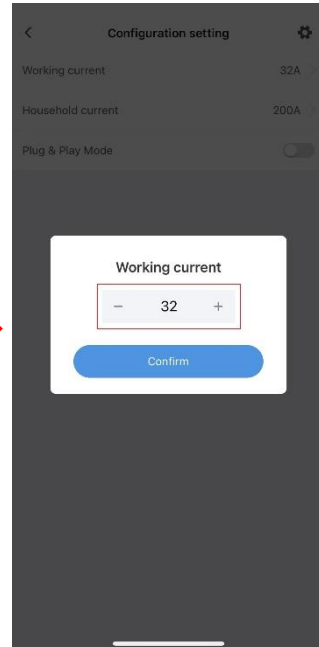 Configuration setting
Working current 32A
Household current 200A
Plug & Play Mode
Working current
− 32 +
Confirm